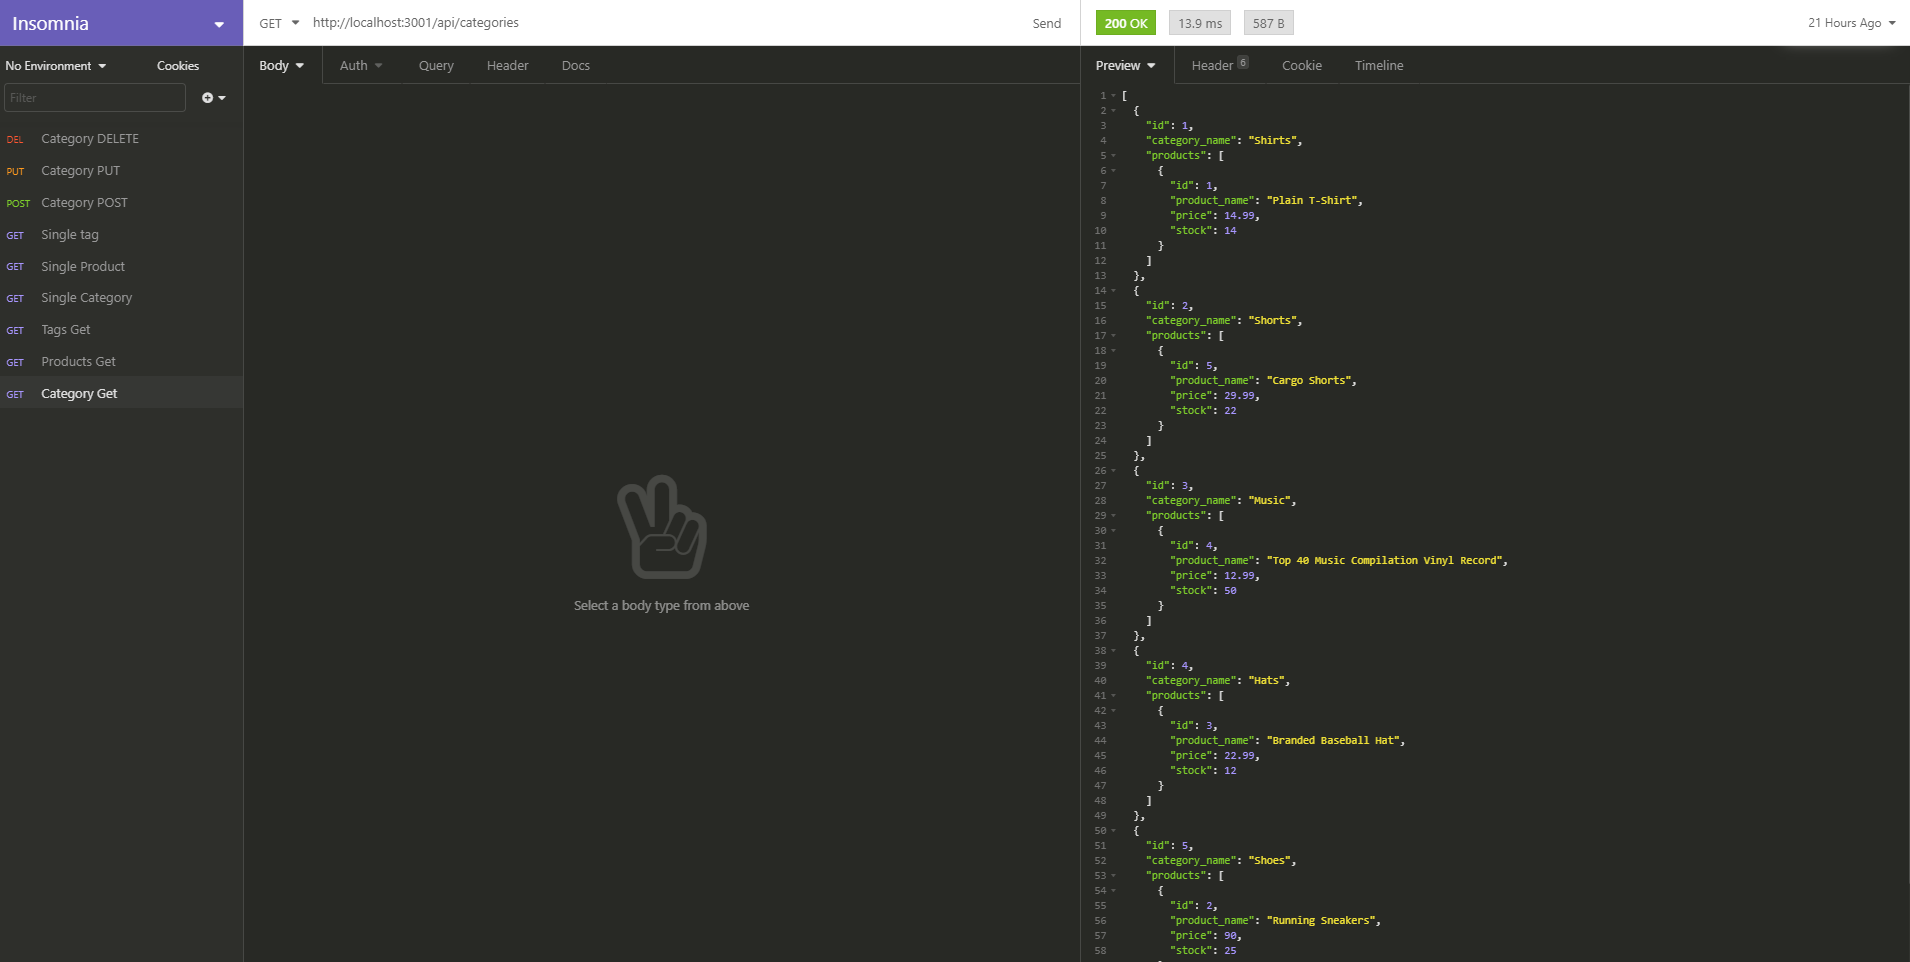 Insomnia
GET http://localhost:3001/api/categories Send
200 OK 13.9 ms 587 B 21 Hours Ago
No Environment Cookies
Filter
DEL Category DELETE
PUT Category PUT
POST Category POST
GET Single tag
GET Single Product
GET Single Category
GET Tags Get
GET Products Get
GET Category Get
Body Auth Query Header Docs
Select a body type from above
Preview Header 6 Cookie Timeline
1 [
2 {
3 "id": 1,
4 "category_name": "Shirts",
5 "products": [
6 {
7 "id": 1,
8 "product_name": "Plain T-Shirt",
9 "price": 14.99,
10 "stock": 14
11 }
12 ]
13 },
14 {
15 "id": 2,
16 "category_name": "Shorts",
17 "products": [
18 {
19 "id": 5,
20 "product_name": "Cargo Shorts",
21 "price": 29.99,
22 "stock": 22
23 }
24 ]
25 },
26 {
27 "id": 3,
28 "category_name": "Music",
29 "products": [
30 {
31 "id": 4,
32 "product_name": "Top 40 Music Compilation Vinyl Record",
33 "price": 12.99,
34 "stock": 50
35 }
36 ]
37 },
38 {
39 "id": 4,
40 "category_name": "Hats",
41 "products": [
42 {
43 "id": 3,
44 "product_name": "Branded Baseball Hat",
45 "price": 22.99,
46 "stock": 12
47 }
48 ]
49 },
50 {
51 "id": 5,
52 "category_name": "Shoes",
53 "products": [
54 {
55 "id": 2,
56 "product_name": "Running Sneakers",
57 "price": 90,
58 "stock": 25